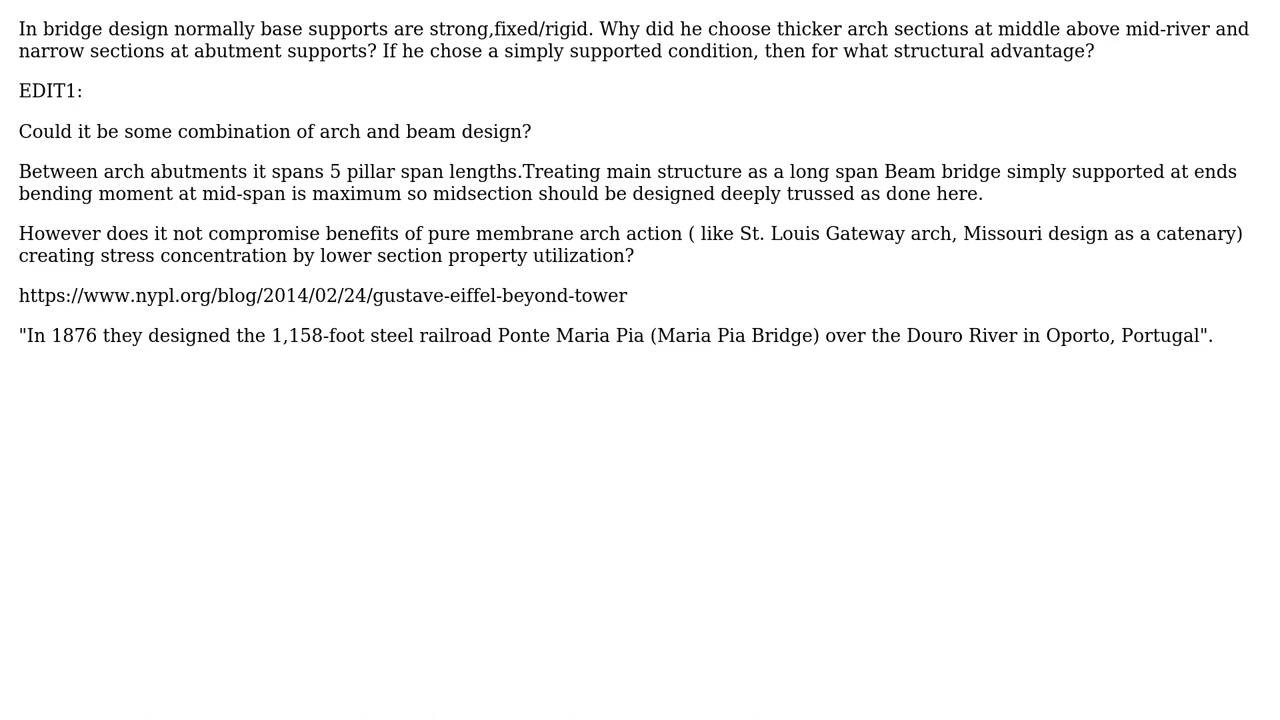 In bridge design normally base supports are strong,fixed/rigid. Why did he choose thicker arch sections at middle above mid-river and
narrow sections at abutment supports? If he chose a simply supported condition, then for what structural advantage?
EDIT1:
Could it be some combination of arch and beam design?
Between arch abutments it spans 5 pillar span lengths.Treating main structure as a long span Beam bridge simply supported at ends
bending moment at mid-span is maximum so midsection should be designed deeply trussed as done here.
However does it not compromise benefits of pure membrane arch action ( like St. Louis Gateway arch, Missouri design as a catenary)
creating stress concentration by lower section property utilization?
https://www.nypl.org/blog/2014/02/24/gustave-eiffel-beyond-tower
"In 1876 they designed the 1,158-foot steel railroad Ponte Maria Pia (Maria Pia Bridge) over the Douro River in Oporto, Portugal".